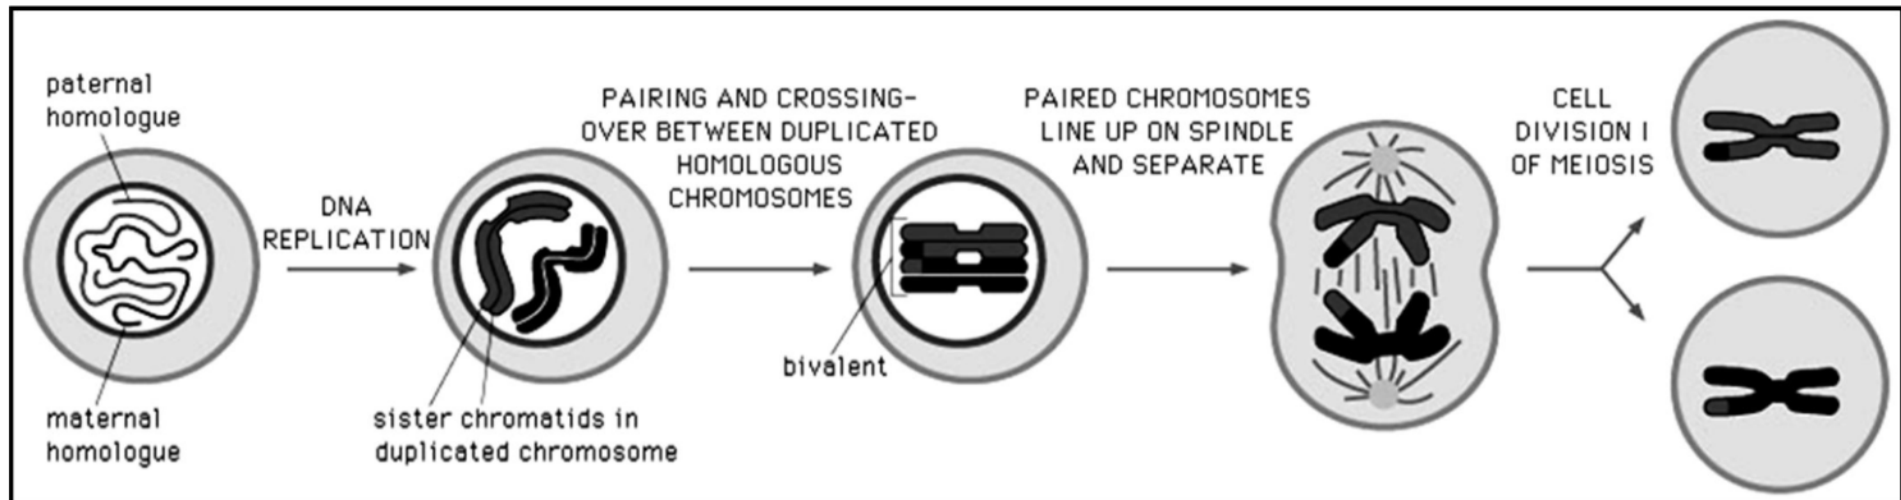 paternal
homologue
DNA
REPLICATION
PAIRING AND CROSSING-
OVER BETWEEN DUPLICATED
HOMOLOGOUS
CHROMOSOMES
PAIRED CHROMOSOMES
LINE UP ON SPINDLE
AND SEPARATE
CELL
DIVISION I
OF MEIOSIS
bivalent
maternal
homologue
sister chromatids in
duplicated chromosome